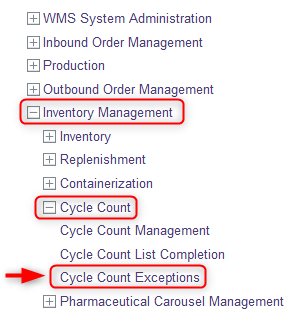 WMS System Administration
Inbound Order Management
Production
Outbound Order Management
Inventory Management
Inventory
Replenishment
Containerization
Cycle Count
Cycle Count Management
Cycle Count List Completion
Cycle Count Exceptions
Pharmaceutical Carousel Management